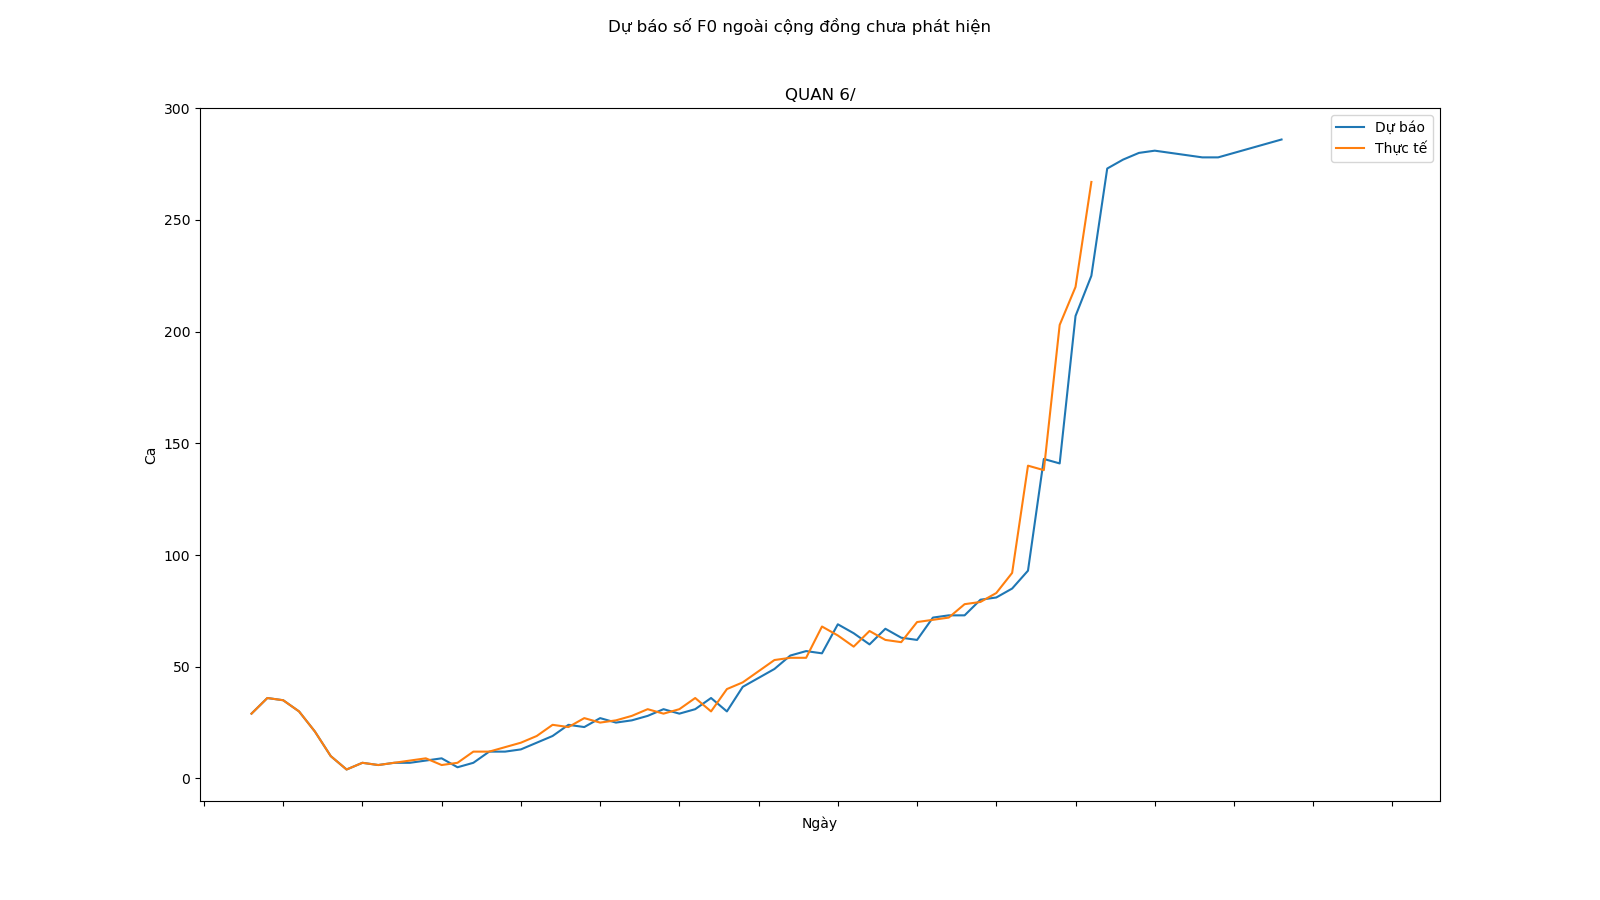 Dự báo số F0 ngoài cộng đồng chưa phát hiện
QUAN 6/
300
250
200
150
100
50
0
Ca
Ngày
Dự báo
Thực tế